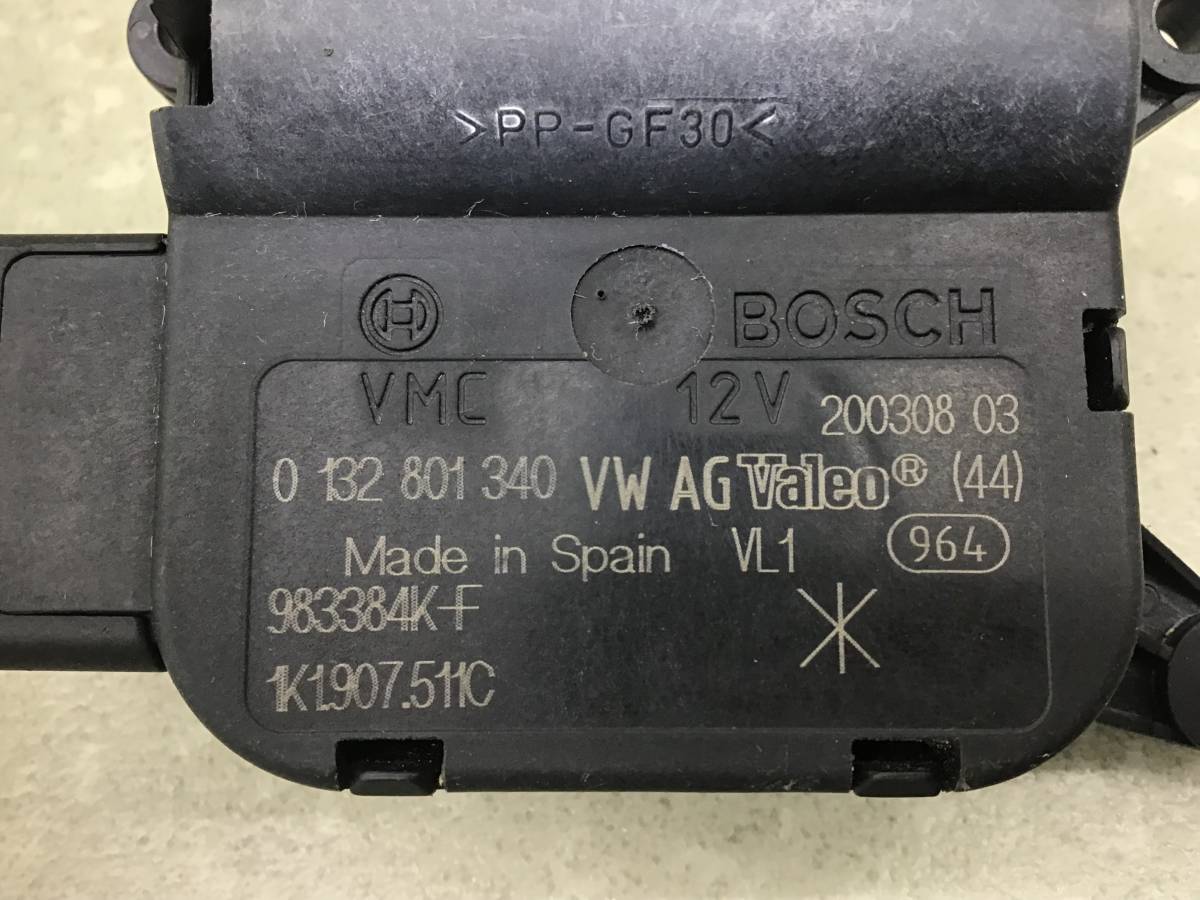 >PP-GF30<
BOSCH
VMC 12V
200308 03
0 132 801 340 VW AG Valeo® (44)
Made in Spain VL1 964
983384K-F
1K1.907.511C